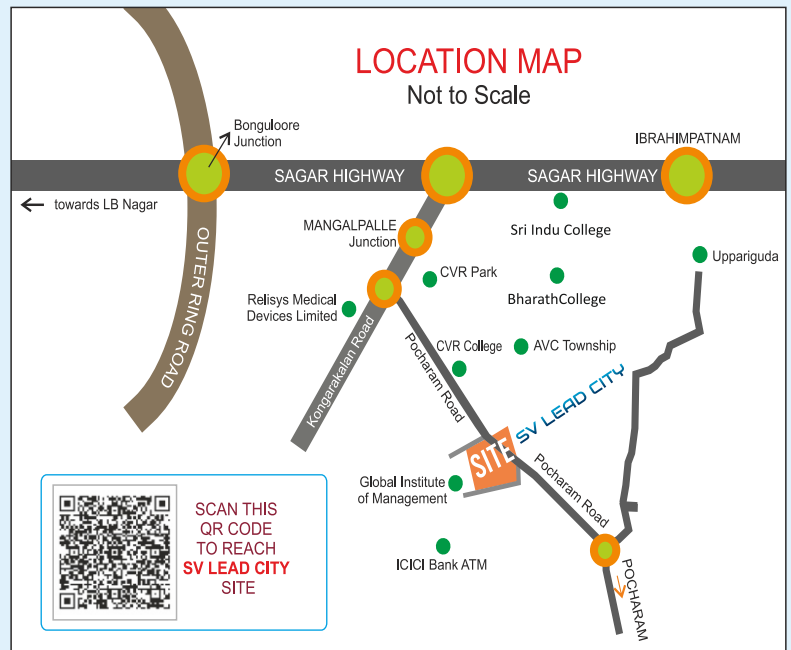 LOCATION MAP
Not to Scale
Bonguloore
Junction
IBRAHIMPATNAM
SAGAR HIGHWAY
SAGAR HIGHWAY
towards LB Nagar
OUTER RING ROAD
MANGALPALLE
Junction
Sri Indu College
Uppariguda
CVR Park
BharathCollege
Relisys Medical
Devices Limited
Kongarakalan Road
Pocharam Road
CVR College
AVC Township
SV LEAD CITY
SITE
Pocharam Road
Global Institute
of Management
ICICI Bank ATM
POCHARAM
SCAN THIS
QR CODE
TO REACH
SV LEAD CITY
SITE